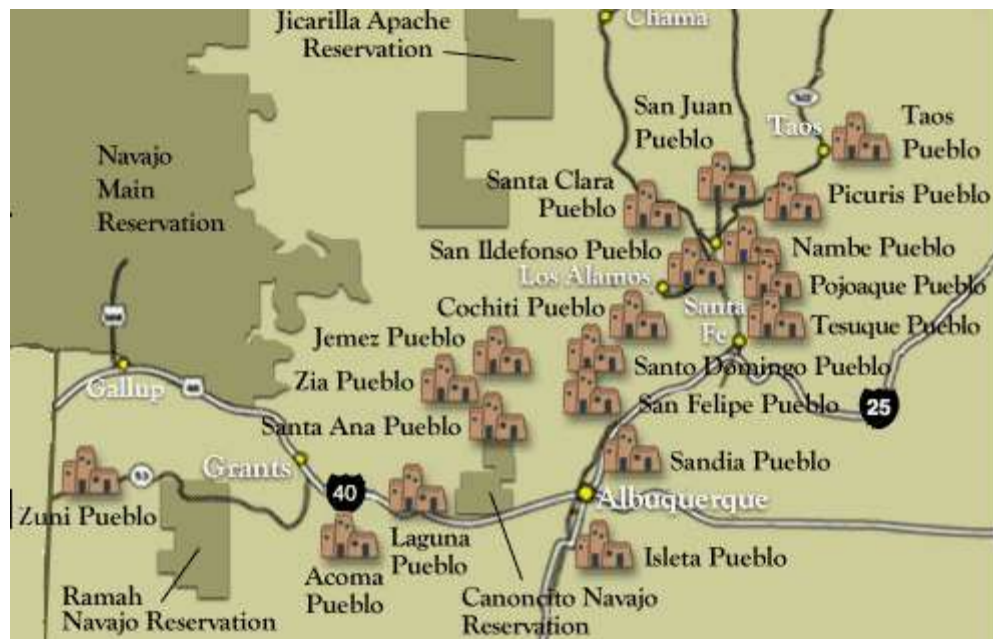 Jicarilla Apache
Reservation
Chama
San Juan
Pueblo
Taos
Taos
Pueblo
Navajo
Main
Reservation
Santa Clara
Pueblo
Picuris Pueblo
San Ildefonso Pueblo
Nambe Pueblo
Los Alamos
Pojoaque Pueblo
Cochiti Pueblo
Santa
Fe
Tesuque Pueblo
Jemez Pueblo
Santo Domingo Pueblo
Zia Pueblo
Gallup
San Felipe Pueblo
25
Santa Ana Pueblo
Grants
Sandia Pueblo
40
Albuquerque
Zuni Pueblo
Laguna
Pueblo
Isleta Pueblo
Acoma
Pueblo
Ramah
Navajo Reservation
Canoncito Navajo
Reservation